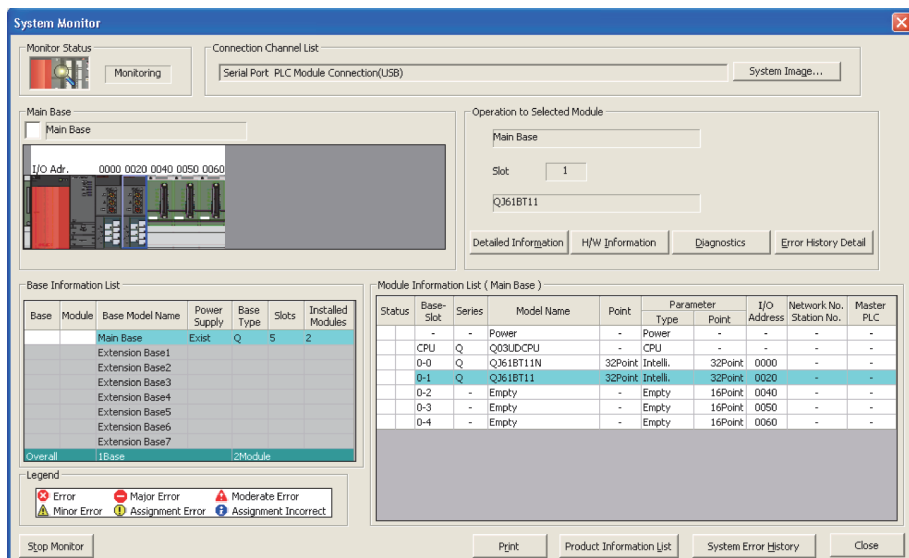 System Monitor
Monitor Status
Connection Channel List
Monitoring
Serial Port PLC Module Connection(USB)
System Image...
Main Base
Main Base
I/O Adr. 0000 0020 0040 0050 0060
Operation to Selected Module
Main Base
Slot 1
QJ61BT11
Detailed Information H/W Information Diagnostics Error History Detail
Base Information List
Base Module Base Model Name Power Supply Base Type Slots Installed Modules
Main Base Exist Q 5 2
Extension Base1
Extension Base2
Extension Base3
Extension Base4
Extension Base5
Extension Base6
Extension Base7
Overall 1Base 2Module
Module Information List ( Main Base )
Status Base-Slot Series Model Name Point Parameter Type Point I/O Address Network No. Station No. Master PLC
- - Power - Power - - - -
CPU Q Q03UDCPU - CPU - - - -
0-0 Q QJ61BT11N 32Point Intelli. 32Point 0000 - -
0-1 Q QJ61BT11 32Point Intelli. 32Point 0020 - -
0-2 - Empty - Empty 16Point 0040 - -
0-3 - Empty - Empty 16Point 0050 - -
0-4 - Empty - Empty 16Point 0060 - -
Legend
Error Major Error Moderate Error
Minor Error Assignment Error Assignment Incorrect
Stop Monitor
Print Product Information List System Error History Close